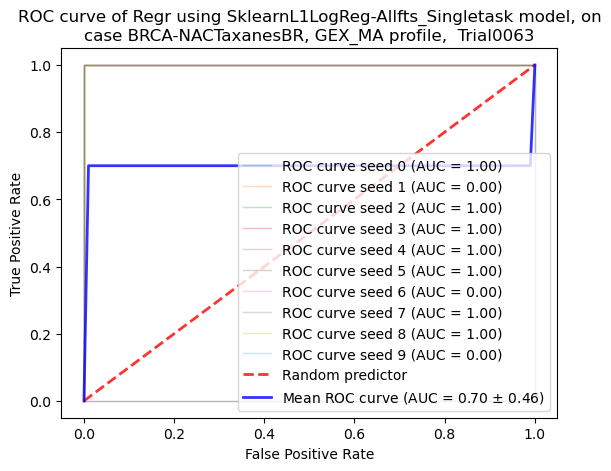 ROC curve of Regr using SklearnL1LogReg-Allfts_Singletask model, on
case BRCA-NACTaxanesBR, GEX_MA profile,  Trial0063
True Positive Rate
1.0
0.8
0.6
0.4
0.2
0.0
ROC curve seed 0 (AUC = 1.00)
ROC curve seed 1 (AUC = 0.00)
ROC curve seed 2 (AUC = 1.00)
ROC curve seed 3 (AUC = 1.00)
ROC curve seed 4 (AUC = 1.00)
ROC curve seed 5 (AUC = 1.00)
ROC curve seed 6 (AUC = 0.00)
ROC curve seed 7 (AUC = 1.00)
ROC curve seed 8 (AUC = 1.00)
ROC curve seed 9 (AUC = 0.00)
Random predictor
Mean ROC curve (AUC = 0.70 ± 0.46)
0.0 0.2 0.4 0.6 0.8 1.0
False Positive Rate